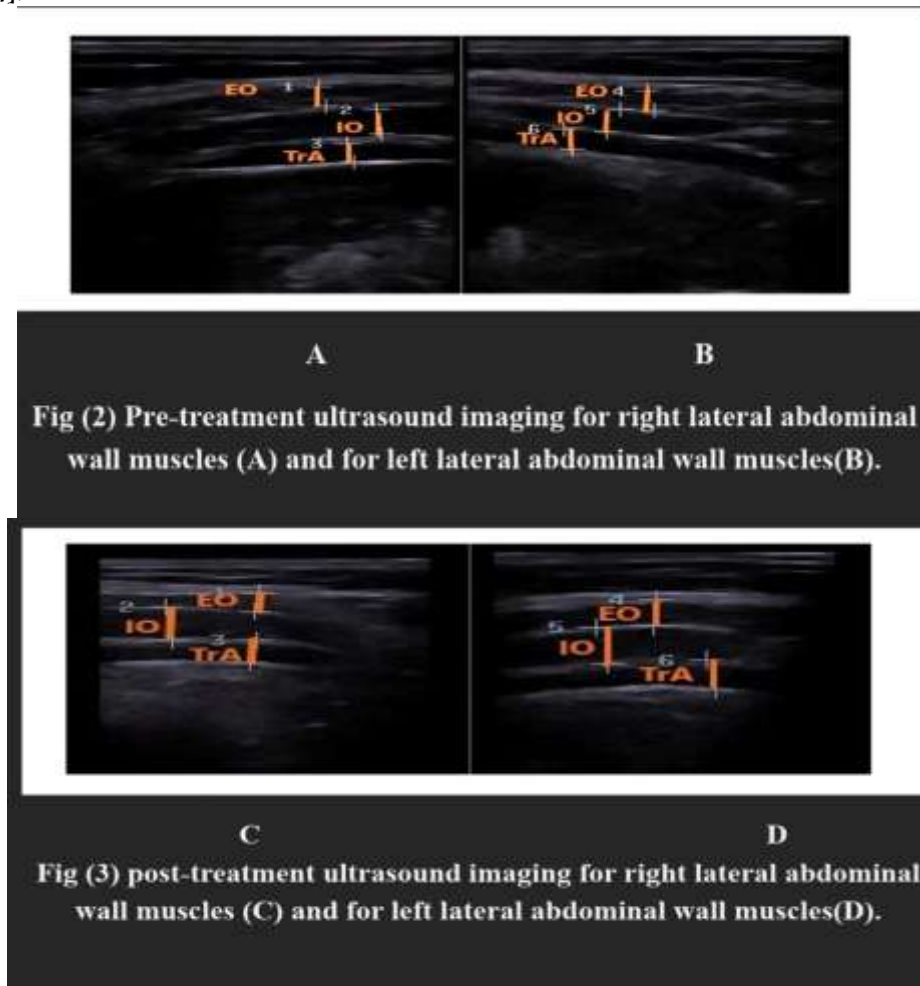 EO 1
2
IO
3
TrA
EO 4
IO 5
6
TrA
A B
Fig (2) Pre-treatment ultrasound imaging for right lateral abdominal
wall muscles (A) and for left lateral abdominal wall muscles(B).
EO
2
IO
3
TrA
4
EO
5
IO
6
TrA
C D
Fig (3) post-treatment ultrasound imaging for right lateral abdominal
wall muscles (C) and for left lateral abdominal wall muscles(D).